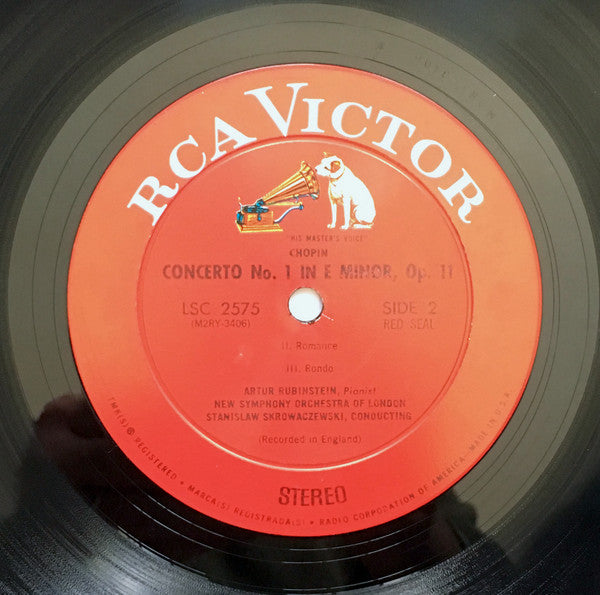 RCA VICTOR
"HIS MASTER'S VOICE"
CHOPIN
CONCERTO No. 1 IN E MINOR, Op. 11
LSC 2575
(M2RY-3406)
SIDE 2
RED SEAL
II. Romance
III. Rondo
ARTUR RUBINSTEIN, Pianist
NEW SYMPHONY ORCHESTRA OF LONDON
STANISLAW SKROWACZEWSKI, CONDUCTING
(Recorded in England)
STEREO
TMK(S) ® REGISTERED • MARCA(S) REGISTRADA(S) • RADIO CORPORATION OF AMERICA-MADE IN U.S.A.